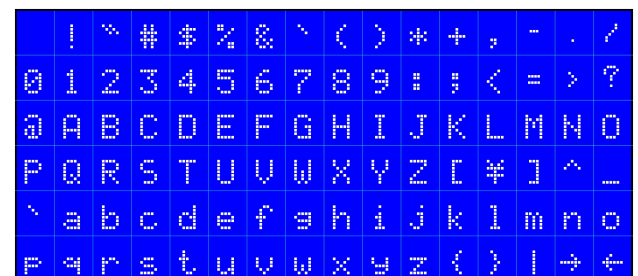 ! " # $ % & ` ( ) * + , - . /
0 1 2 3 4 5 6 7 8 9 : ; < = > ?
@ A B C D E F G H I J K L M N O
P Q R S T U V W X Y Z [ ¥ ] ^ _
` a b c d e f g h i j k l m n o
p q r s t u v w x y z { } | → ←